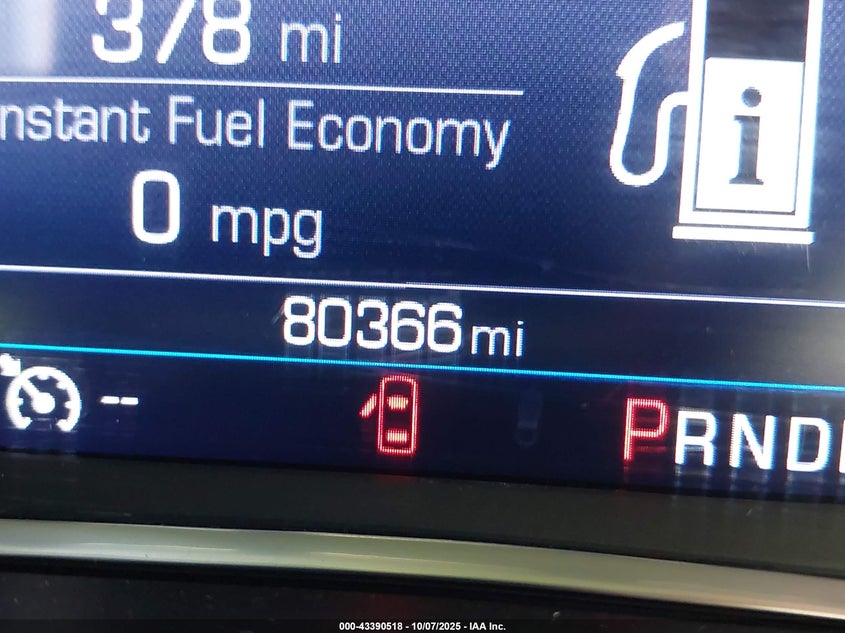 378 mi
nstant Fuel Economy
0 mpg
i
80366 mi
--
PRND
000-43390518 - 10/07/2025 - IAA Inc.